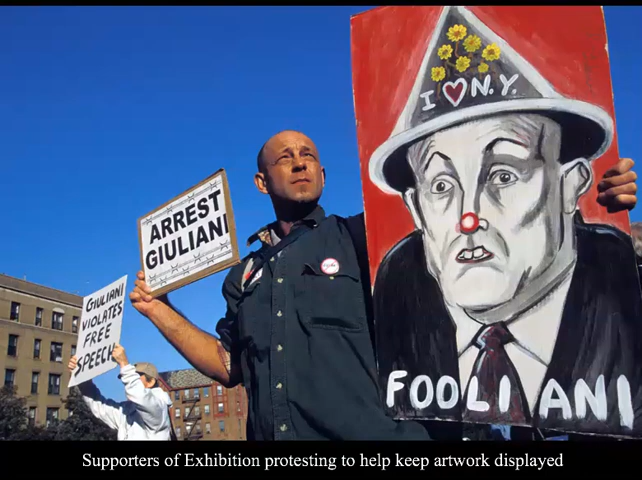 I ♥ N.Y.
ARREST
GIULIANI
GIULIANI
VIOLATES
FREE
SPEECH
FOOLIANI
Supporters of Exhibition protesting to help keep artwork displayed